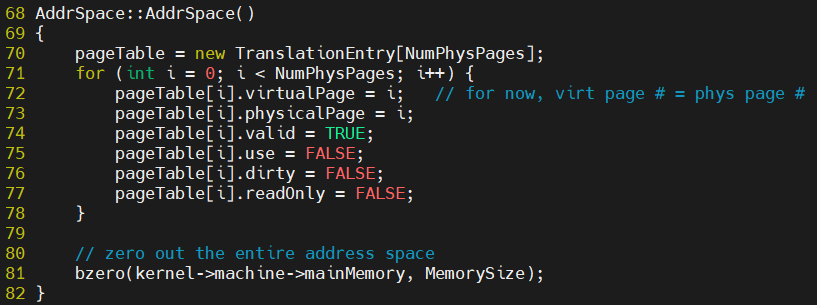 68 AddrSpace::AddrSpace()
69 {
70     pageTable = new TranslationEntry[NumPhysPages];
71     for (int i = 0; i < NumPhysPages; i++) {
72         pageTable[i].virtualPage = i;   // for now, virt page # = phys page #
73         pageTable[i].physicalPage = i;
74         pageTable[i].valid = TRUE;
75         pageTable[i].use = FALSE;
76         pageTable[i].dirty = FALSE;
77         pageTable[i].readOnly = FALSE;
78     }
79
80     // zero out the entire address space
81     bzero(kernel->machine->mainMemory, MemorySize);
82 }